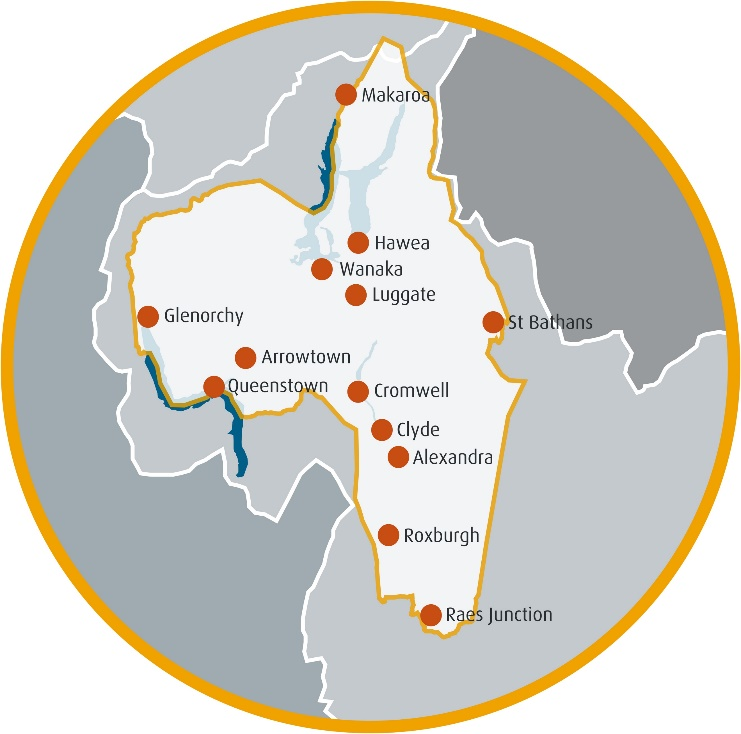 Makaroa
Hawea
Wanaka
Luggate
Glenorchy
St Bathans
Arrowtown
Queenstown
Cromwell
Clyde
Alexandra
Roxburgh
Raes Junction